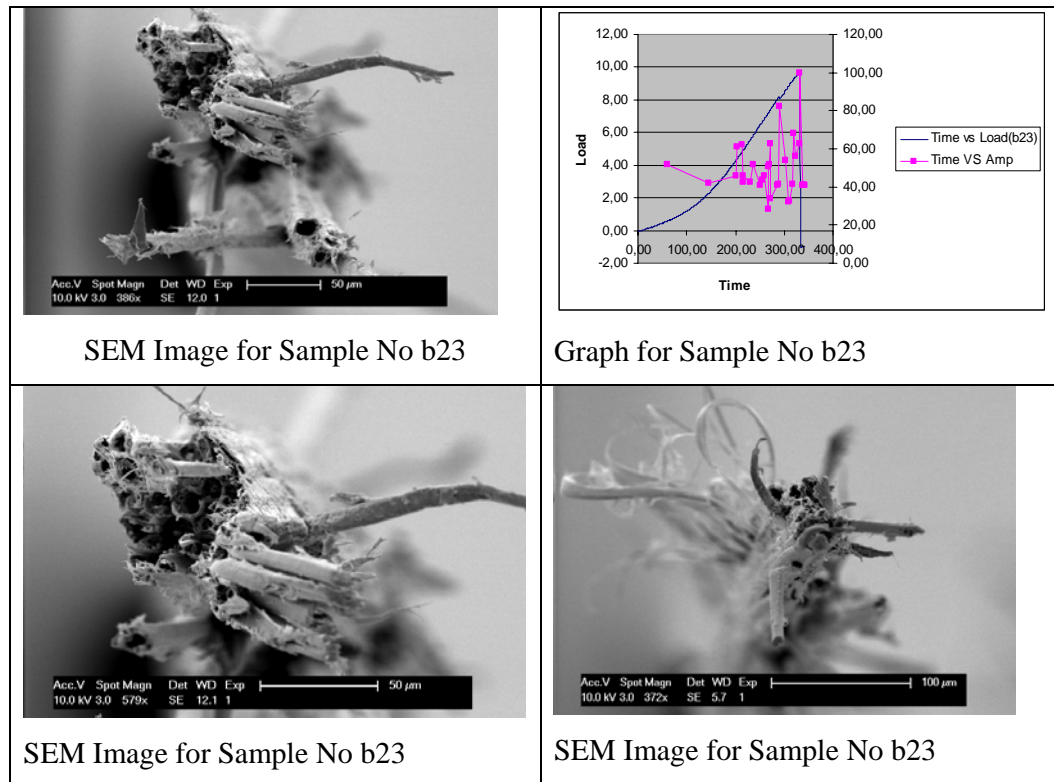 Acc.V Spot Magn Det WD Exp
10.0 kV 3.0 386x SE 12.0 1
50 µm
SEM Image for Sample No b23
12,00 120,00
10,00 100,00
8,00 80,00
6,00 60,00
4,00 40,00
2,00 20,00
0,00 0,00
-2,00
0,00 100,00 200,00 300,00 400,00
Load
Time
Time vs Load(b23)
Time VS Amp
Graph for Sample No b23
Acc.V Spot Magn Det WD Exp
10.0 kV 3.0 579x SE 12.1 1
50 µm
SEM Image for Sample No b23
Acc.V Spot Magn Det WD Exp
10.0 kV 3.0 372x SE 5.7 1
100 µm
SEM Image for Sample No b23